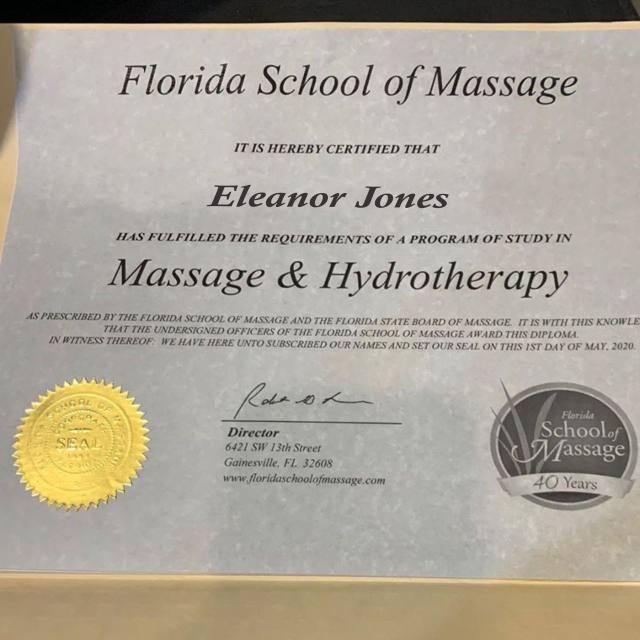 Florida School of Massage
IT IS HEREBY CERTIFIED THAT
Eleanor Jones
HAS FULFILLED THE REQUIREMENTS OF A PROGRAM OF STUDY IN
Massage & Hydrotherapy
AS PRESCRIBED BY THE FLORIDA SCHOOL OF MASSAGE AND THE FLORIDA STATE BOARD OF MASSAGE. IT IS WITH THIS KNOWLE
THAT THE UNDERSIGNED OFFICERS OF THE FLORIDA SCHOOL OF MASSAGE AWARD THIS DIPLOMA.
IN WITNESS THEREOF: WE HAVE HERE UNTO SUBSCRIBED OUR NAMES AND SET OUR SEAL ON THIS 1ST DAY OF MAY, 2020.
SEAL
Director
6421 SW 13th Street
Gainesville, FL 32608
www.floridaschoolofmassage.com
Florida
School of
Massage
40 Years